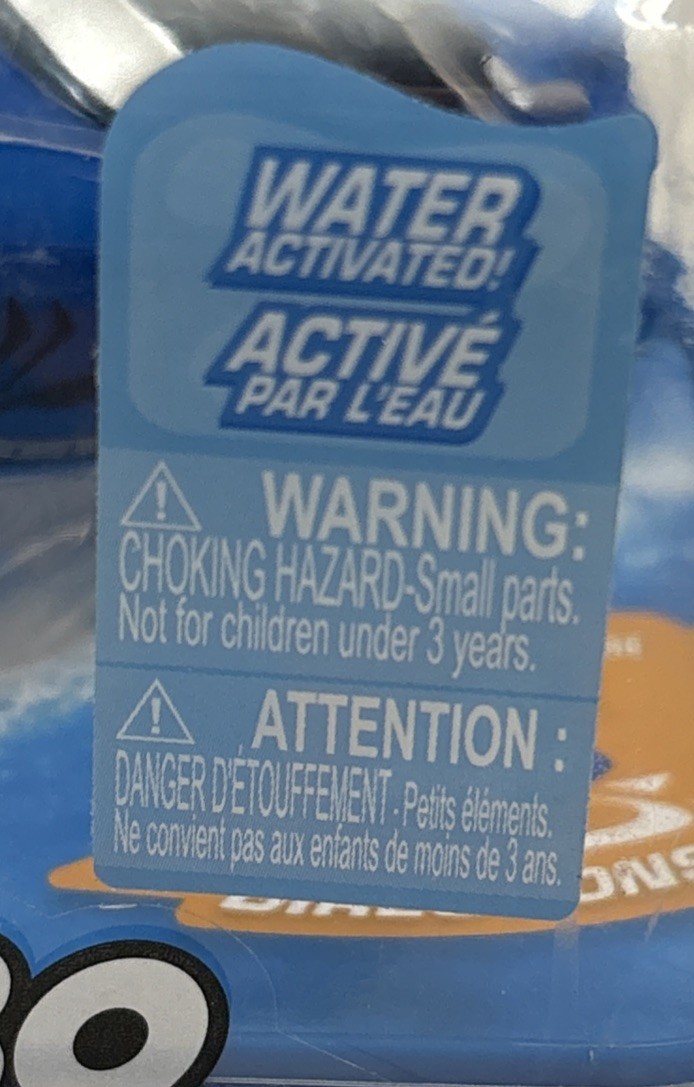 WATER
ACTIVATED!
ACTIVÉ
PAR L'EAU
WARNING:
CHOKING HAZARD-Small parts.
Not for children under 3 years.
ATTENTION :
DANGER D'ÉTOUFFEMENT - Petits éléments.
Ne convient pas aux enfants de moins de 3 ans.